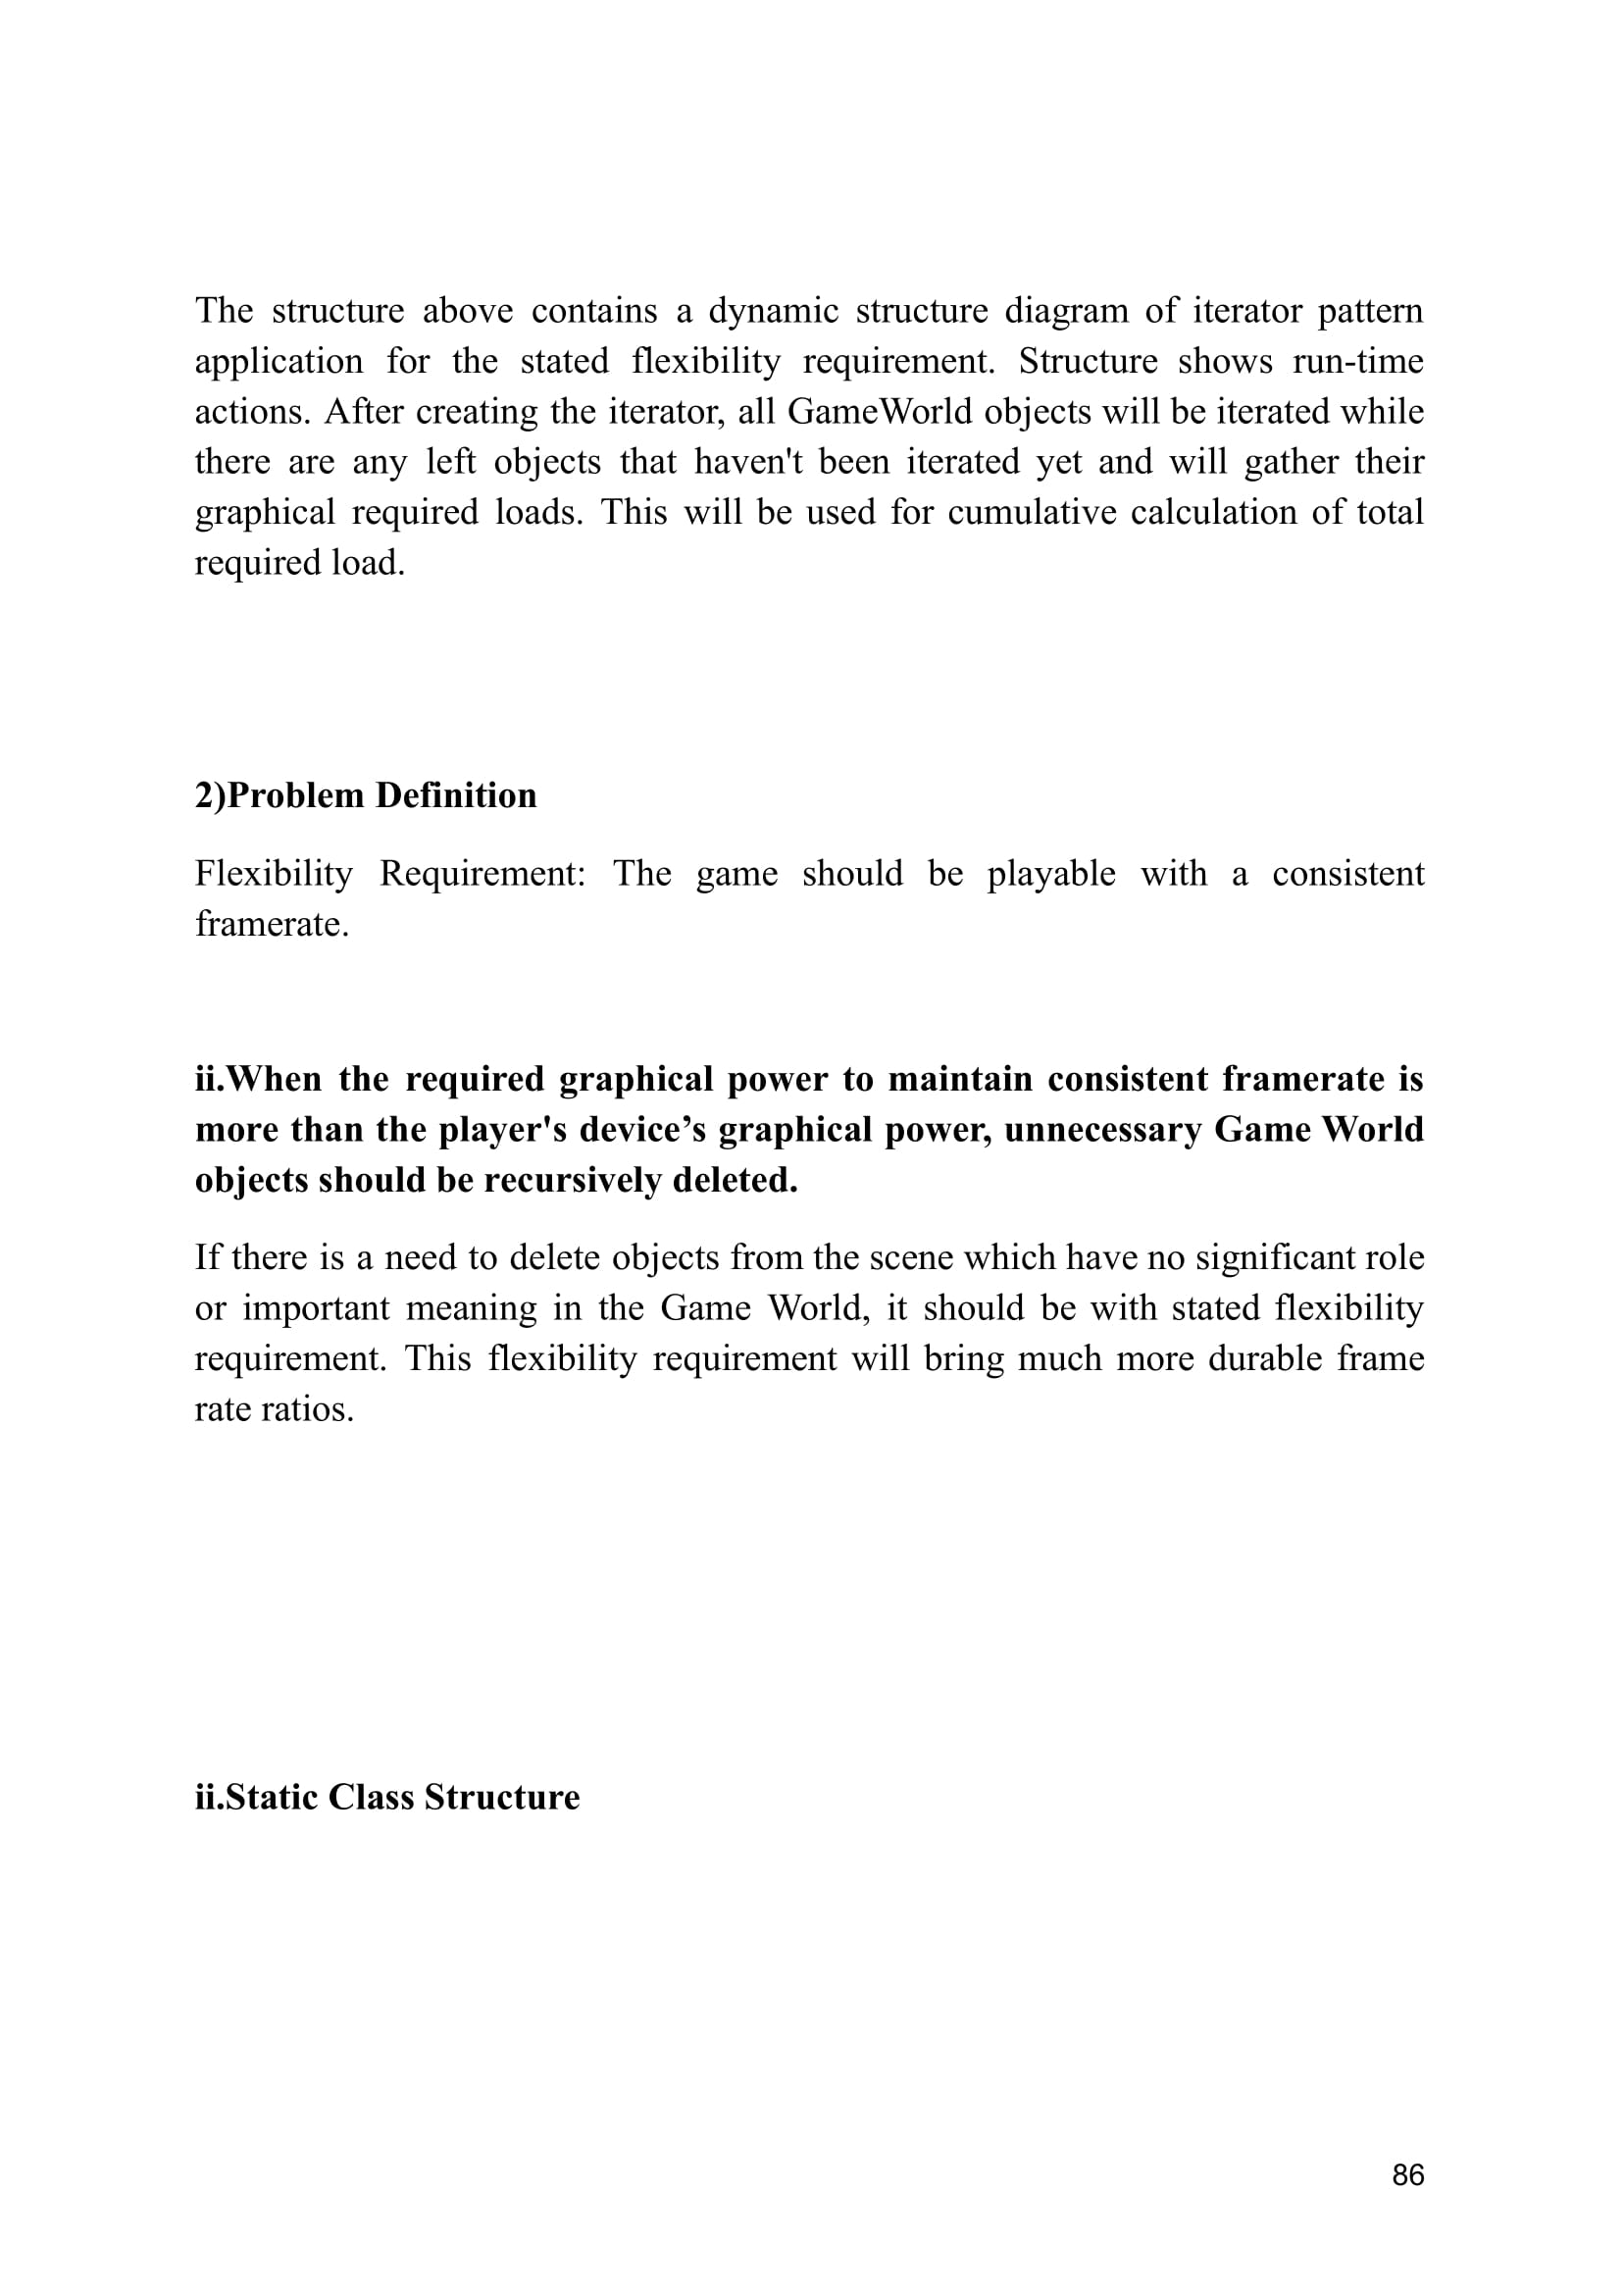 The structure above contains a dynamic structure diagram of iterator pattern
application for the stated flexibility requirement. Structure shows run-time
actions. After creating the iterator, all GameWorld objects will be iterated while
there are any left objects that haven't been iterated yet and will gather their
graphical required loads. This will be used for cumulative calculation of total
required load.
2)Problem Definition
Flexibility Requirement: The game should be playable with a consistent
framerate.
ii.When the required graphical power to maintain consistent framerate is
more than the player's device’s graphical power, unnecessary Game World
objects should be recursively deleted.
If there is a need to delete objects from the scene which have no significant role
or important meaning in the Game World, it should be with stated flexibility
requirement. This flexibility requirement will bring much more durable frame
rate ratios.
ii.Static Class Structure
86